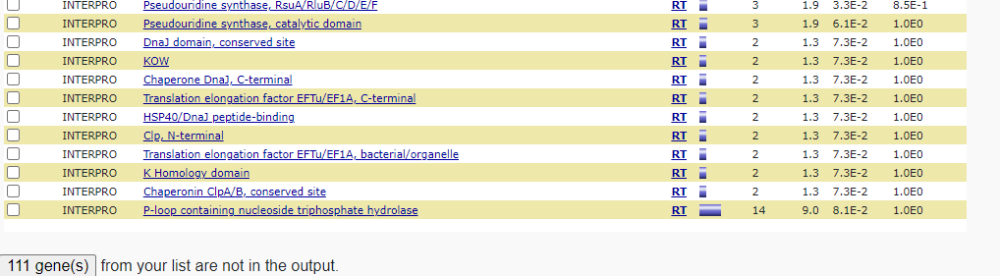 INTERPRO Pseudouridine synthase, RsuA/RluB/C/D/E/F RT 3 1.9 3.3E-2 8.5E-1
INTERPRO Pseudouridine synthase, catalytic domain RT 3 1.9 6.1E-2 1.0E0
INTERPRO DnaJ domain, conserved site RT 2 1.3 7.3E-2 1.0E0
INTERPRO KOW RT 2 1.3 7.3E-2 1.0E0
INTERPRO Chaperone DnaJ, C-terminal RT 2 1.3 7.3E-2 1.0E0
INTERPRO Translation elongation factor EFTu/EF1A, C-terminal RT 2 1.3 7.3E-2 1.0E0
INTERPRO HSP40/DnaJ peptide-binding RT 2 1.3 7.3E-2 1.0E0
INTERPRO Clp, N-terminal RT 2 1.3 7.3E-2 1.0E0
INTERPRO Translation elongation factor EFTu/EF1A, bacterial/organelle RT 2 1.3 7.3E-2 1.0E0
INTERPRO K Homology domain RT 2 1.3 7.3E-2 1.0E0
INTERPRO Chaperonin ClpA/B, conserved site RT 2 1.3 7.3E-2 1.0E0
INTERPRO P-loop containing nucleoside triphosphate hydrolase RT 14 9.0 8.1E-2 1.0E0
111 gene(s) from your list are not in the output.